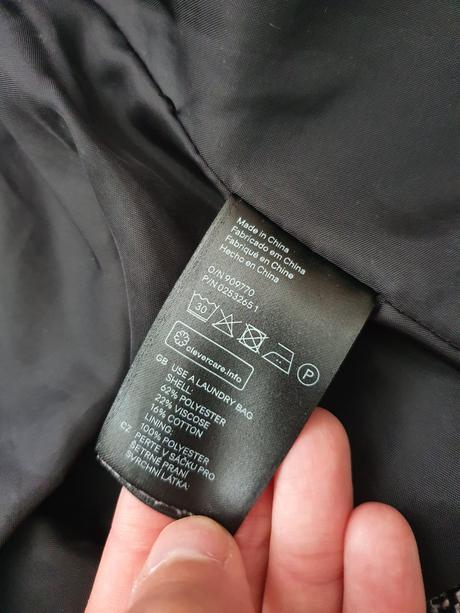 Made in China
Fabricado em China
Fabriqué en Chine
Hecho en China
O/N 909770
P/N 0253265 1
30
P
clevercare.info
GB USE A LAUNDRY BAG
SHELL:
62% POLYESTER
22% VISCOSE
16% COTTON
LINING:
100% POLYESTER
CZ PERTE V SÁČKU PRO
ŠETRNÉ PRANÍ.
SVRCHNÍ LÁTKA: